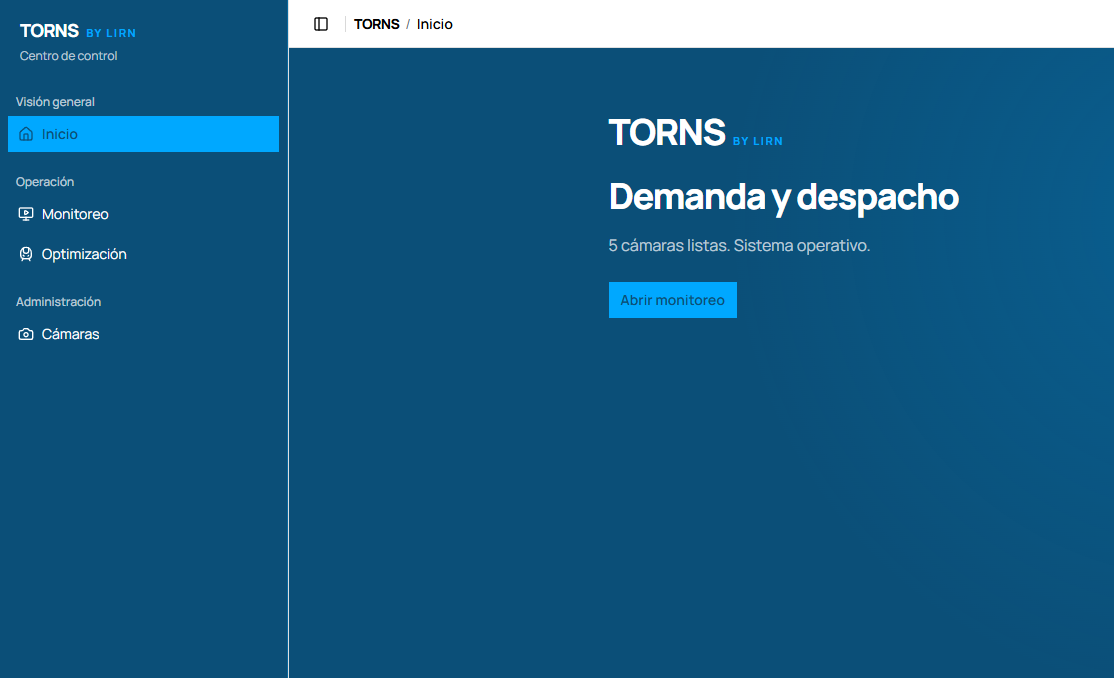 TORNS BY LIRN
Centro de control
Visión general
Inicio
Operación
Monitoreo
Optimización
Administración
Cámaras
TORNS / Inicio
TORNS BY LIRN
Demanda y despacho
5 cámaras listas. Sistema operativo.
Abrir monitoreo